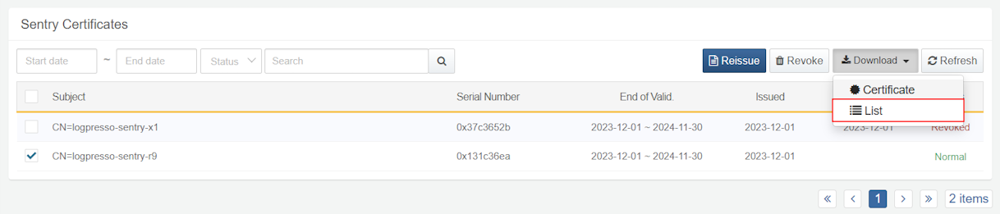 Sentry Certificates
Start date ~ End date Status Search Reissue Revoke Download Refresh
Certificate
List
Subject Serial Number End of Valid. Issued
CN=logpresso-sentry-x1 0x37c3652b 2023-12-01 ~ 2024-11-30 2023-12-01 2023-12-01 Revoked
CN=logpresso-sentry-r9 0x131c36ea 2023-12-01 ~ 2024-11-30 2023-12-01 Normal
« ‹ 1 › » 2 items